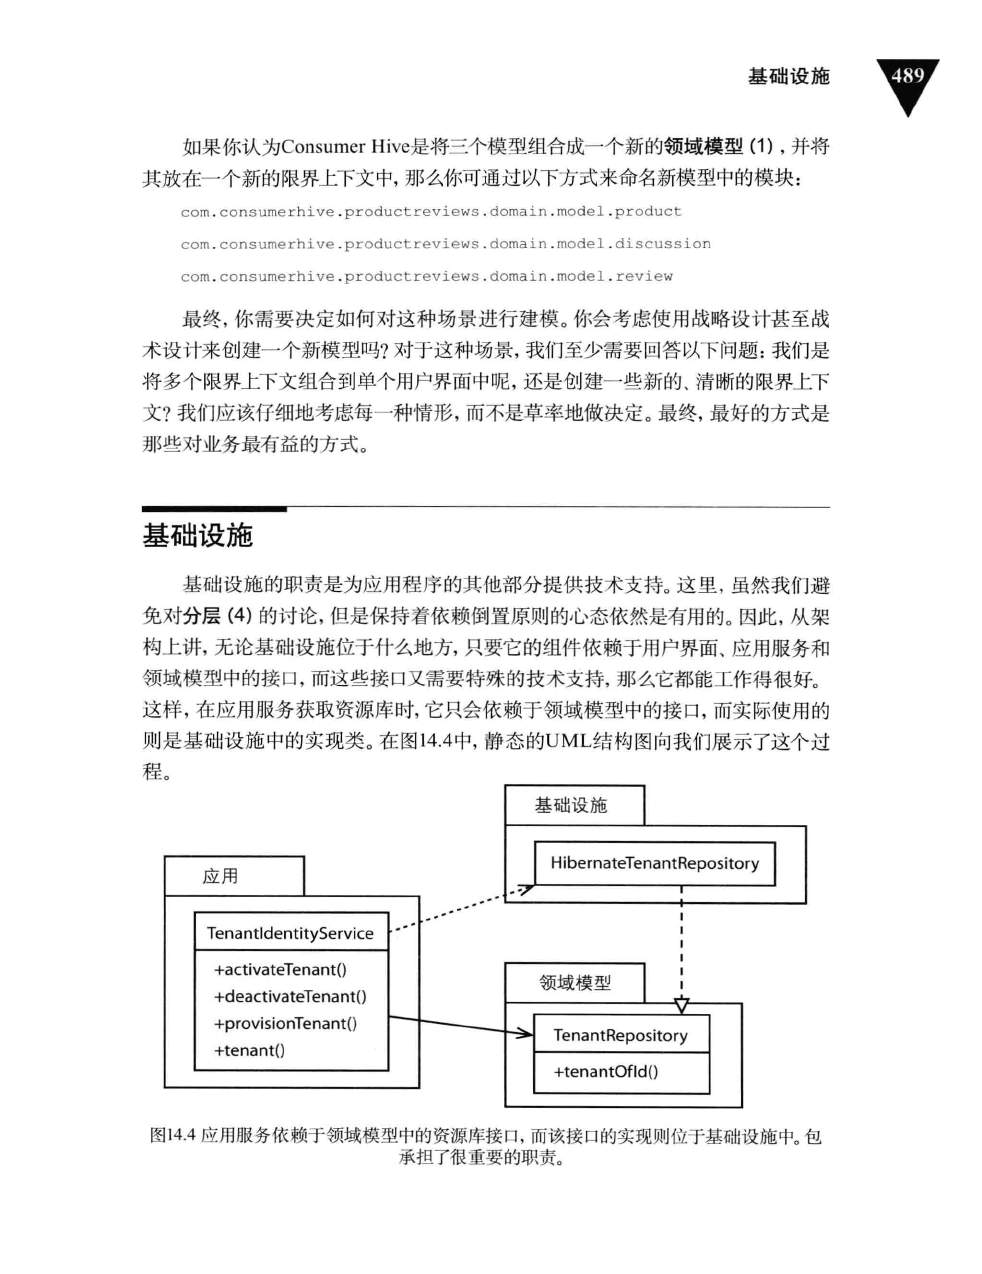 基础设施
489
如果你认为Consumer Hive是将三个模型组合成一个新的领域模型（1），并将
其放在一个新的限界上下文中，那么你可通过以下方式来命名新模型中的模块：
com.consumerhive.productreviews.domain.model.product
com.consumerhive.productreviews.domain.model.discussion
com.consumerhive.productreviews.domain.model.review
最终，你需要决定如何对这种场景进行建模。你会考虑使用战略设计甚至战
术设计来创建一个新模型吗？对于这种场景，我们至少需要回答以下问题：我们是
将多个限界上下文组合到单个用户界面中呢，还是创建一些新的、清晰的限界上下
文？我们应该仔细地考虑每一种情形，而不是草率地做决定。最终，最好的方式是
那些对业务最有益的方式。
基础设施
基础设施的职责是为应用程序的其他部分提供技术支持。这里，虽然我们避
免对分层（4）的讨论，但是保持着依赖倒置原则的心态依然是有用的。因此，从架
构上讲，无论基础设施位于什么地方，只要它的组件依赖于用户界面、应用服务和
领域模型中的接口，而这些接口又需要特殊的技术支持，那么它都能工作得很好。
这样，在应用服务获取资源库时，它只会依赖于领域模型中的接口，而实际使用的
则是基础设施中的实现类。在图14.4中，静态的UML结构图向我们展示了这个过
程。
基础设施
HibernateTenantRepository
应用
TenantIdentityService
+activateTenant()
+deactivateTenant()
+provisionTenant()
+tenant()
领域模型
TenantRepository
+tenantOfId()
图14.4 应用服务依赖于领域模型中的资源库接口，而该接口的实现则位于基础设施中。包
承担了很重要的职责。